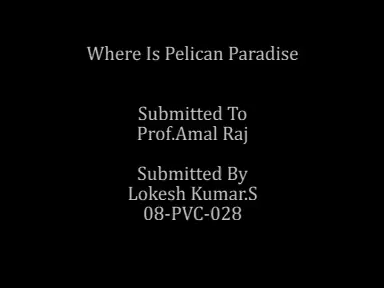 Where Is Pelican Paradise
Submitted To
Prof.Amal Raj
Submitted By
Lokesh Kumar.S
08-PVC-028